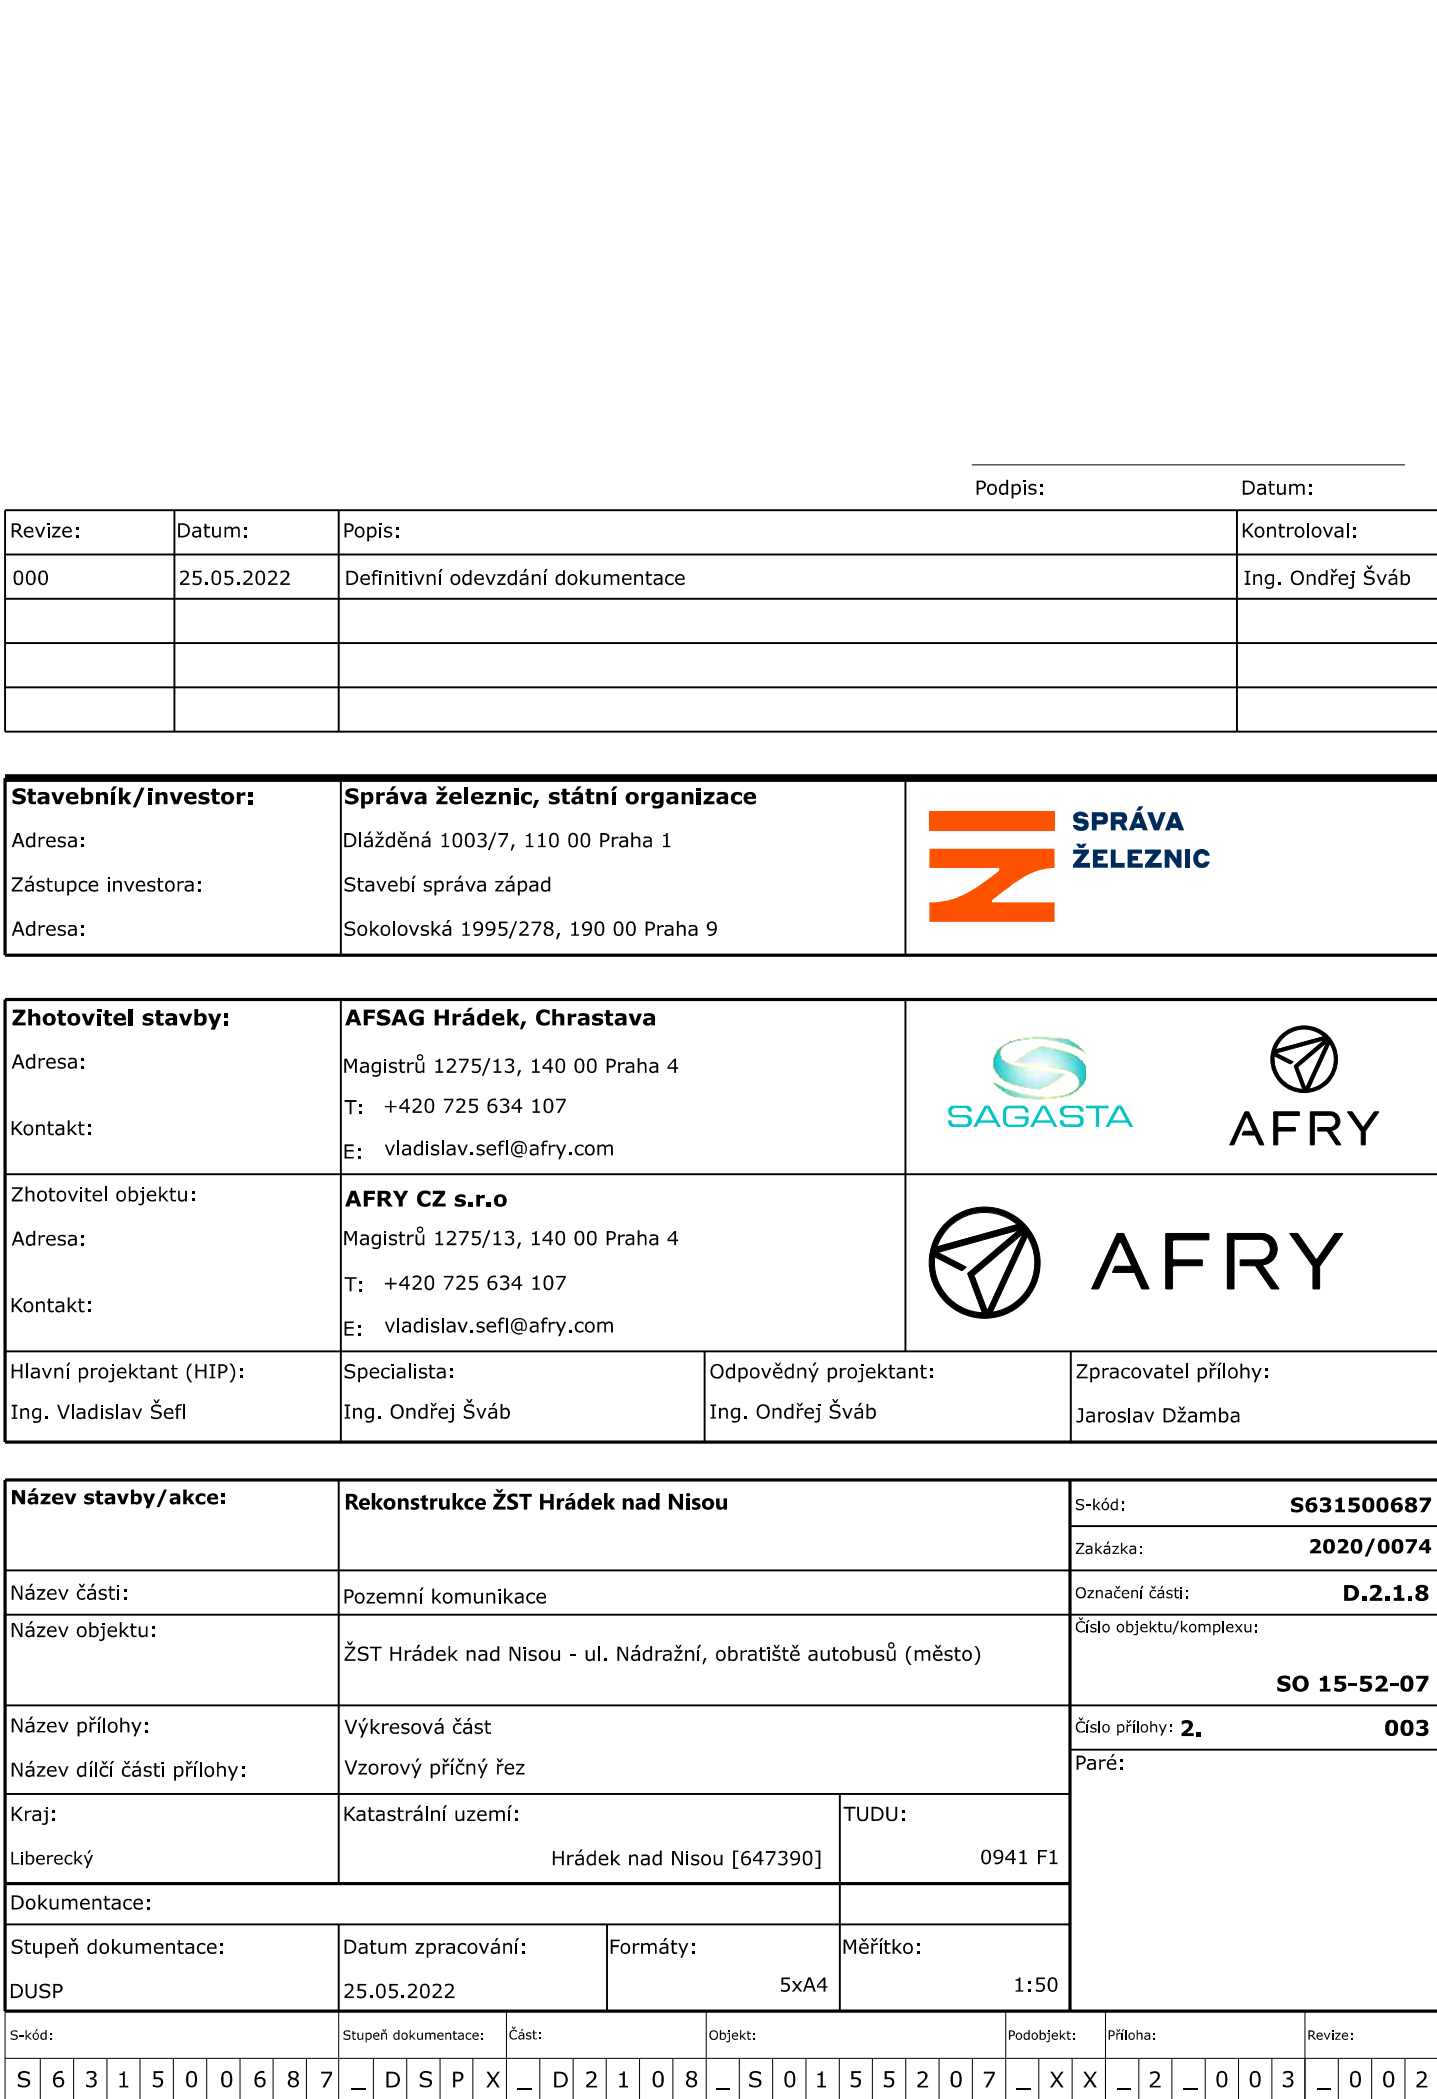 Podpis: Datum:
Revize: Datum: Popis: Kontroloval:
000 25.05.2022 Definitivní odevzdání dokumentace Ing. Ondřej Šváb
Stavebník/investor: Správa železnic, státní organizace
Adresa: Dlážděná 1003/7, 110 00 Praha 1
Zástupce investora: Stavebí správa západ
Adresa: Sokolovská 1995/278, 190 00 Praha 9
SPRÁVA
ŽELEZNIC
Zhotovitel stavby: AFSAG Hrádek, Chrastava
Adresa: Magistrů 1275/13, 140 00 Praha 4
Kontakt: T: +420 725 634 107
E: vladislav.sefl@afry.com
SAGASTA AFRY
Zhotovitel objektu: AFRY CZ s.r.o
Adresa: Magistrů 1275/13, 140 00 Praha 4
Kontakt: T: +420 725 634 107
E: vladislav.sefl@afry.com
AFRY
Hlavní projektant (HIP): Specialista: Odpovědný projektant: Zpracovatel přílohy:
Ing. Vladislav Šefl Ing. Ondřej Šváb Ing. Ondřej Šváb Jaroslav Džamba
Název stavby/akce: Rekonstrukce ŽST Hrádek nad Nisou S-kód: S631500687
Zakázka: 2020/0074
Název části: Pozemní komunikace Označení části: D.2.1.8
Název objektu: ŽST Hrádek nad Nisou - ul. Nádražní, obratiště autobusů (město) Číslo objektu/komplexu:
SO 15-52-07
Název přílohy: Výkresová část Číslo přílohy: 2. 003
Název dílčí části přílohy: Vzorový příčný řez Paré:
Kraj: Katastrální uzemí: TUDU:
Liberecký Hrádek nad Nisou [647390] 0941 F1
Dokumentace:
Stupeň dokumentace: Datum zpracování: Formáty: Měřítko:
DUSP 25.05.2022 5xA4 1:50
S-kód: Stupeň dokumentace: Část: Objekt: Podobjekt: Příloha: Revize:
S 6 3 1 5 0 0 6 8 7 _ D S P X _ D 2 1 0 8 _ S 0 1 5 5 2 0 7 _ X X _ 2 _ 0 0 3 _ 0 0 2